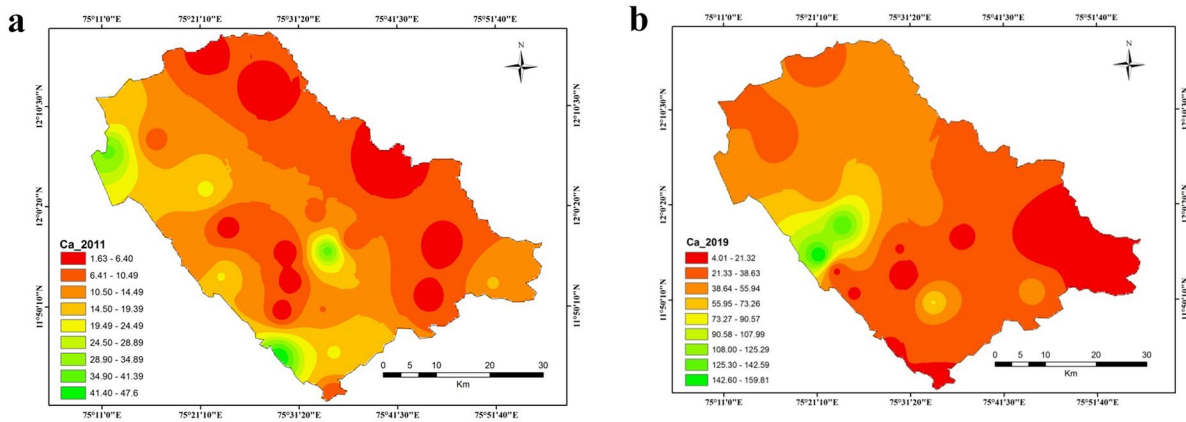 a
75°11'0"E 75°21'10"E 75°31'20"E 75°41'30"E 75°51'40"E
N
12°10'30"N
12°0'20"N
11°50'10"N
12°10'30"N
12°0'20"N
11°50'10"N
Ca_2011
1.63 - 6.40
6.41 - 10.49
10.50 - 14.49
14.50 - 19.39
19.49 - 24.49
24.50 - 28.89
28.90 - 34.89
34.90 - 41.39
41.40 - 47.6
0 5 10 20 30
Km
75°11'0"E 75°21'10"E 75°31'20"E 75°41'30"E 75°51'40"E
b
75°11'0"E 75°21'10"E 75°31'20"E 75°41'30"E 75°51'40"E
N
12°10'30"N
12°0'20"N
11°50'10"N
12°10'30"N
12°0'20"N
11°50'10"N
Ca_2019
4.01 - 21.32
21.33 - 38.63
38.64 - 55.94
55.95 - 73.26
73.27 - 90.57
90.58 - 107.99
108.00 - 125.29
125.30 - 142.59
142.60 - 159.81
0 5 10 20 30
Km
75°11'0"E 75°21'10"E 75°31'20"E 75°41'30"E 75°51'40"E